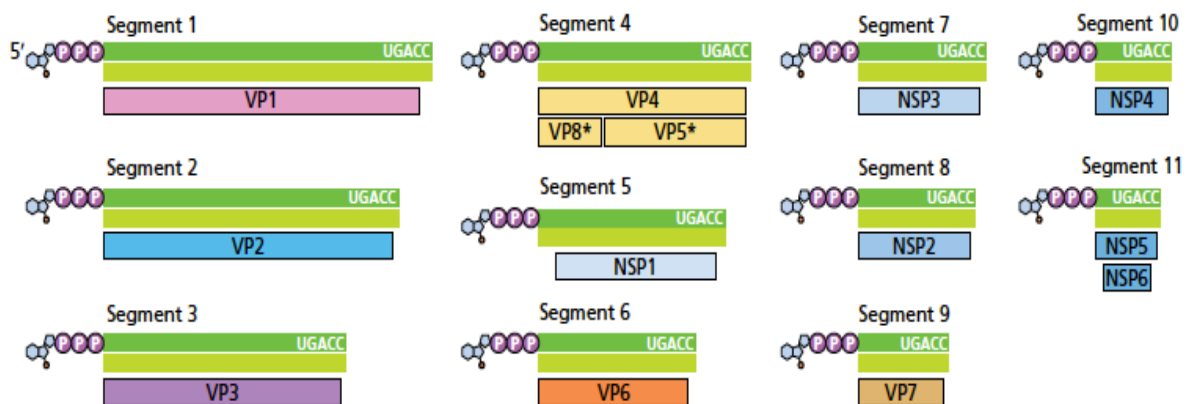 Segment 1
5′ PPP UGACC
VP1
Segment 2
PPP UGACC
VP2
Segment 3
PPP UGACC
VP3
Segment 4
PPP UGACC
VP4
VP8* VP5*
Segment 5
PPP UGACC
NSP1
Segment 6
PPP UGACC
VP6
Segment 7
PPP UGACC
NSP3
Segment 8
PPP UGACC
NSP2
Segment 9
PPP UGACC
VP7
Segment 10
PPP UGACC
NSP4
Segment 11
PPP UGACC
NSP5
NSP6